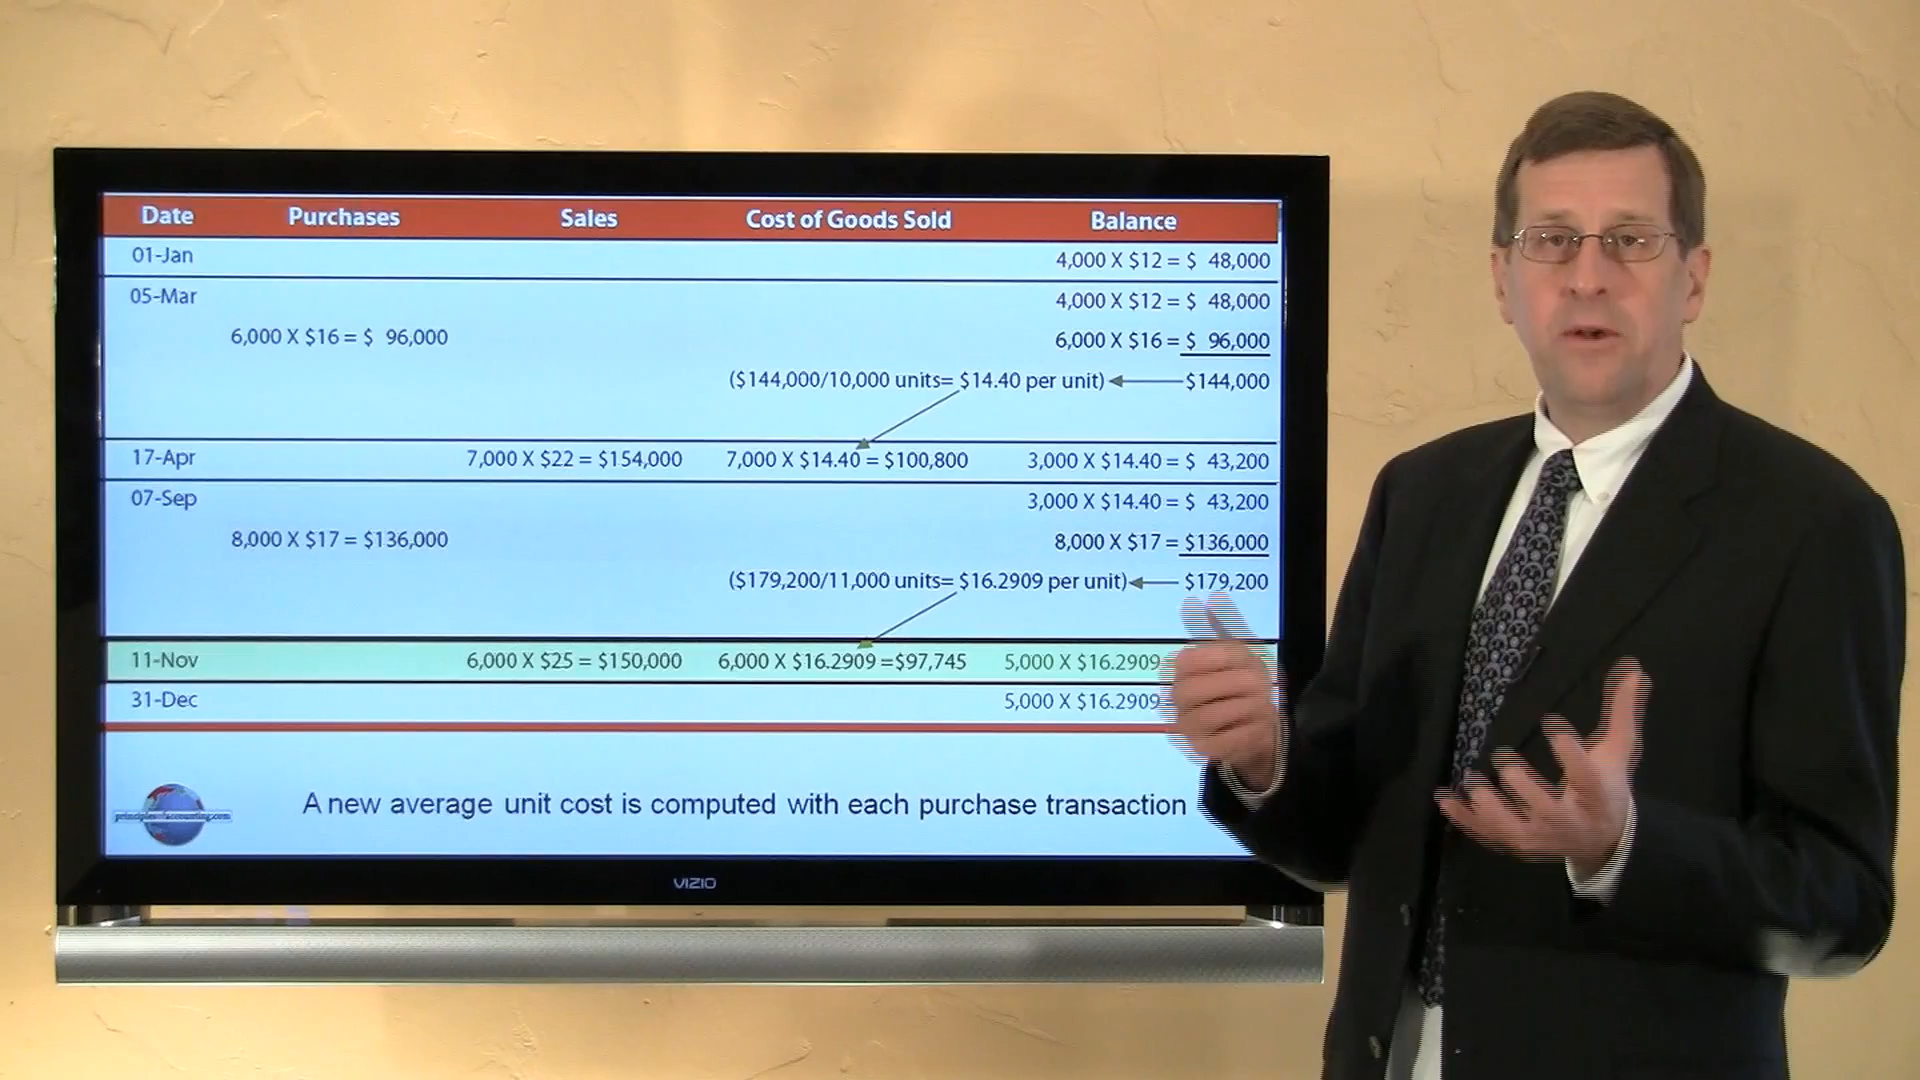 Date Purchases Sales Cost of Goods Sold Balance
01-Jan 4,000 X $12 = $ 48,000
05-Mar 4,000 X $12 = $ 48,000
6,000 X $16 = $ 96,000 6,000 X $16 = $ 96,000
($144,000/10,000 units= $14.40 per unit) $144,000
17-Apr 7,000 X $22 = $154,000 7,000 X $14.40 = $100,800 3,000 X $14.40 = $ 43,200
07-Sep 3,000 X $14.40 = $ 43,200
8,000 X $17 = $136,000 8,000 X $17 = $136,000
($179,200/11,000 units= $16.2909 per unit) $179,200
11-Nov 6,000 X $25 = $150,000 6,000 X $16.2909 =$97,745 5,000 X $16.2909
31-Dec 5,000 X $16.2909
A new average unit cost is computed with each purchase transaction
principlesofaccounting.com
VIZIO